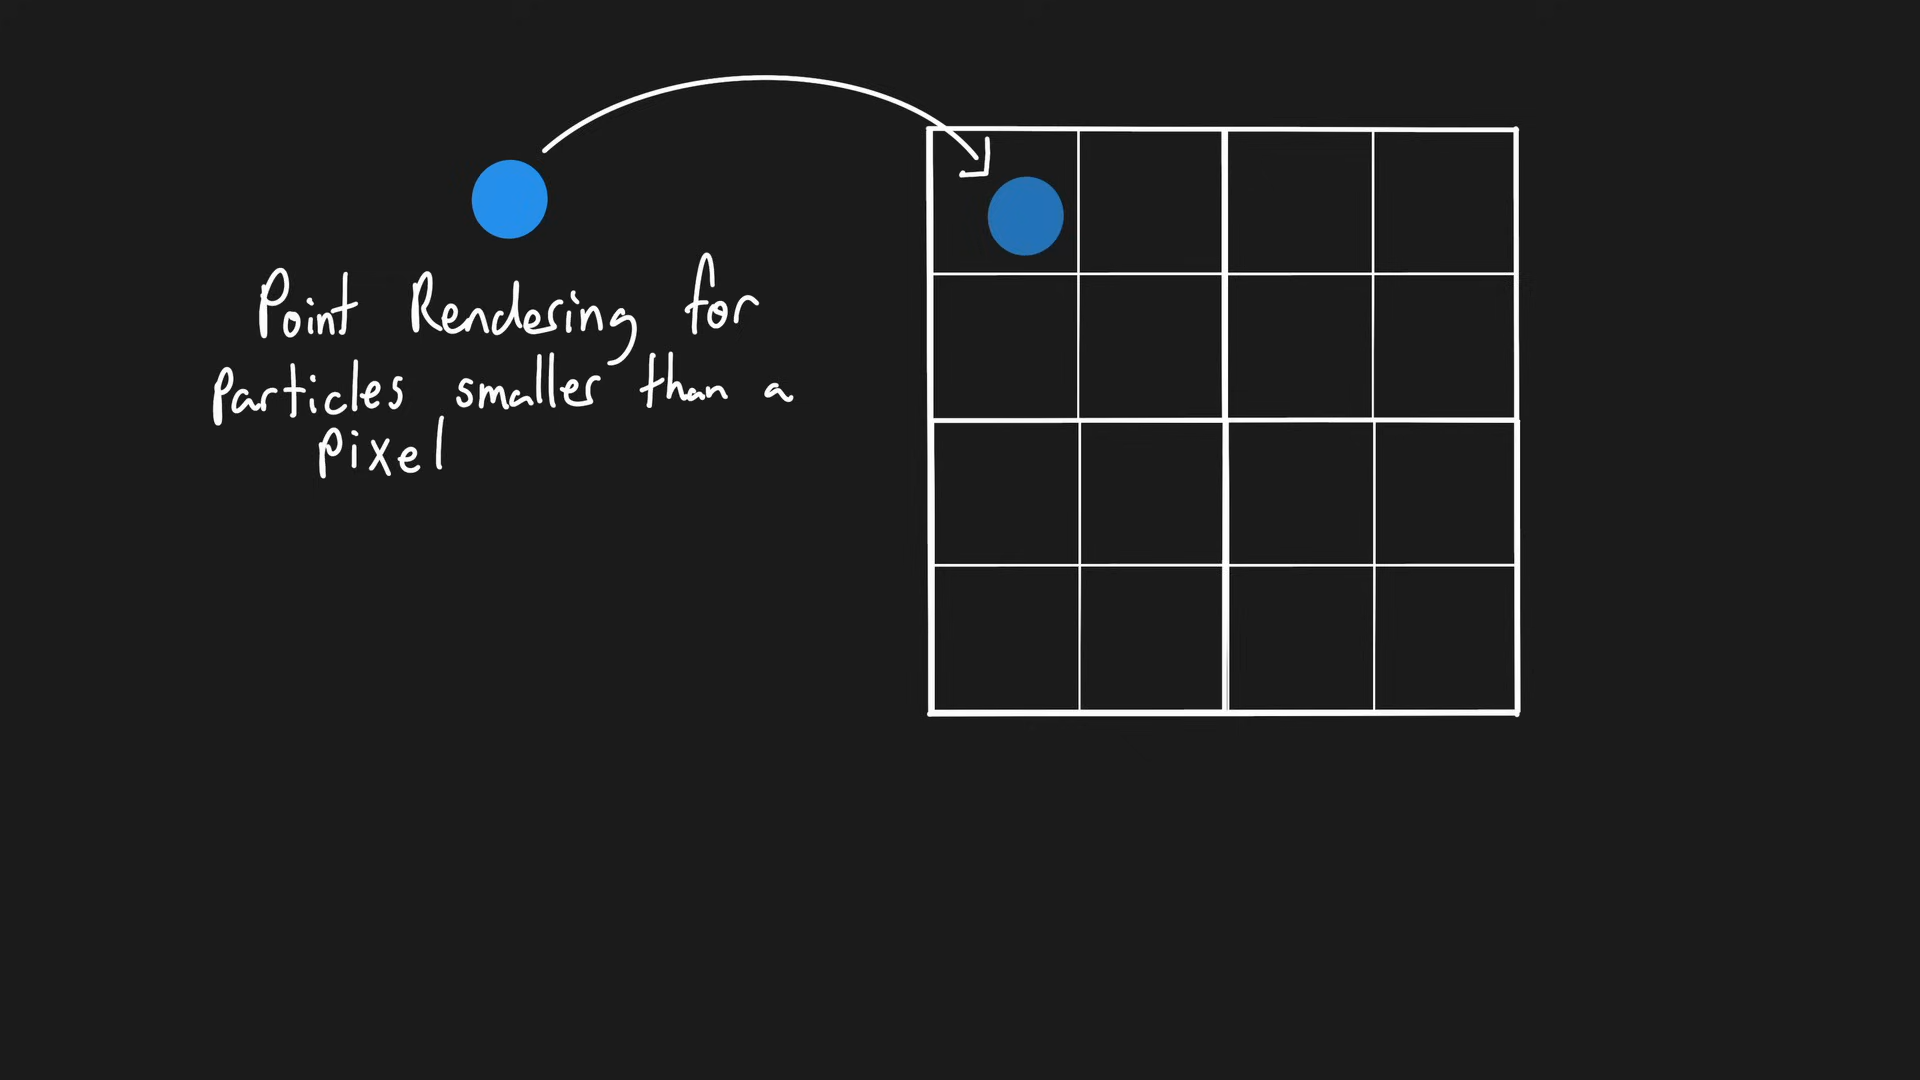 Point Rendering for
Particles smaller than a
Pixel